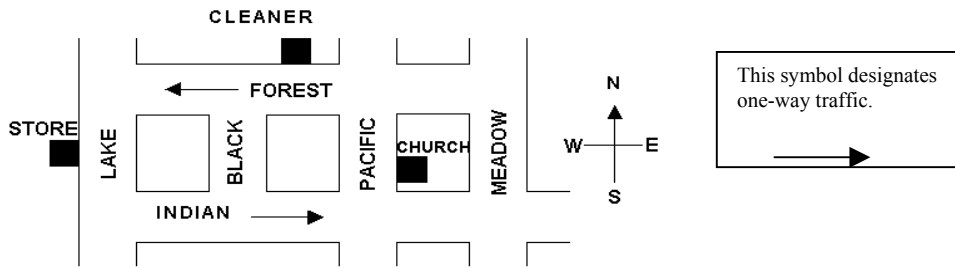 CLEANER
FOREST
STORE
LAKE
BLACK
PACIFIC
CHURCH
MEADOW
INDIAN
N
W
E
S
This symbol designates
one-way traffic.